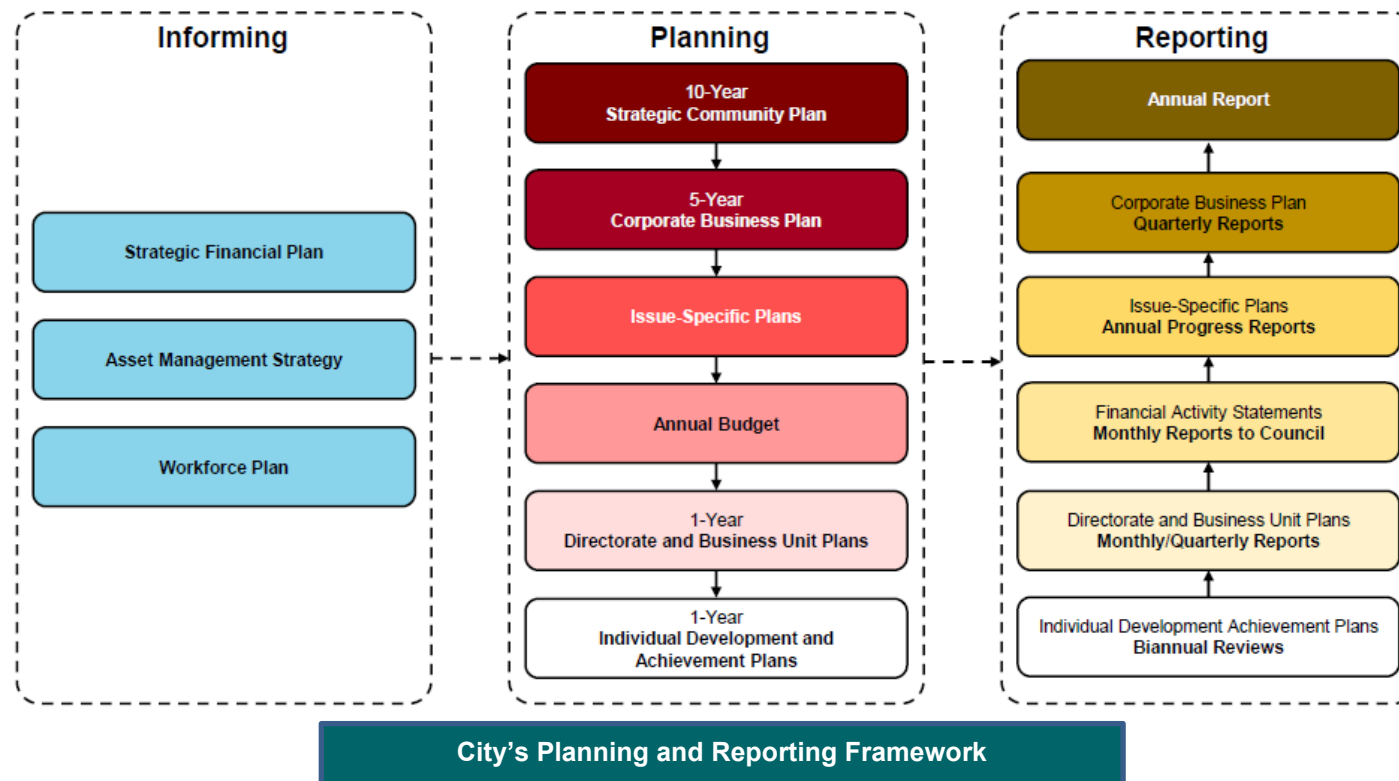 Informing
Strategic Financial Plan
Asset Management Strategy
Workforce Plan
Planning
10-Year
Strategic Community Plan
5-Year
Corporate Business Plan
Issue-Specific Plans
Annual Budget
1-Year
Directorate and Business Unit Plans
1-Year
Individual Development and
Achievement Plans
Reporting
Annual Report
Corporate Business Plan
Quarterly Reports
Issue-Specific Plans
Annual Progress Reports
Financial Activity Statements
Monthly Reports to Council
Directorate and Business Unit Plans
Monthly/Quarterly Reports
Individual Development Achievement Plans
Biannual Reviews
City's Planning and Reporting Framework